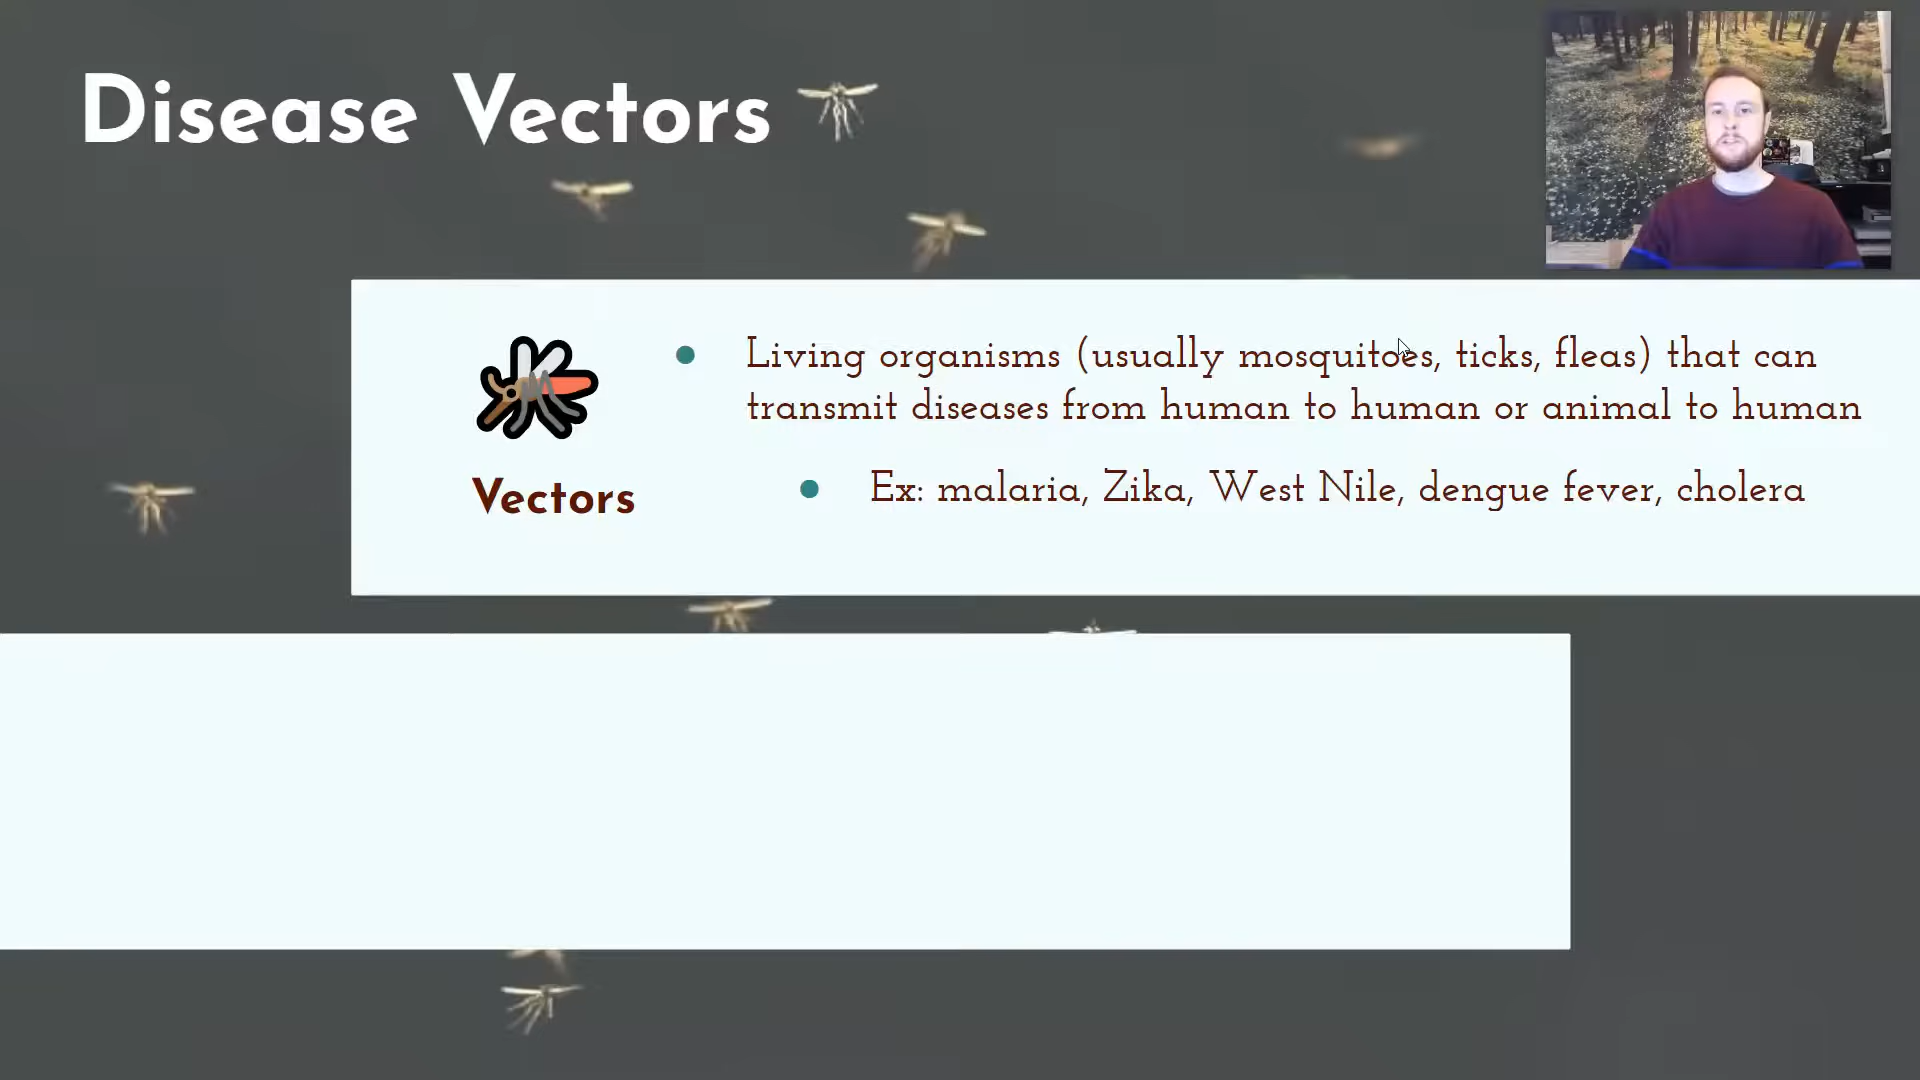 Disease Vectors
Living organisms (usually mosquitoes, ticks, fleas) that can
transmit diseases from human to human or animal to human
Vectors
Ex: malaria, Zika, West Nile, dengue fever, cholera